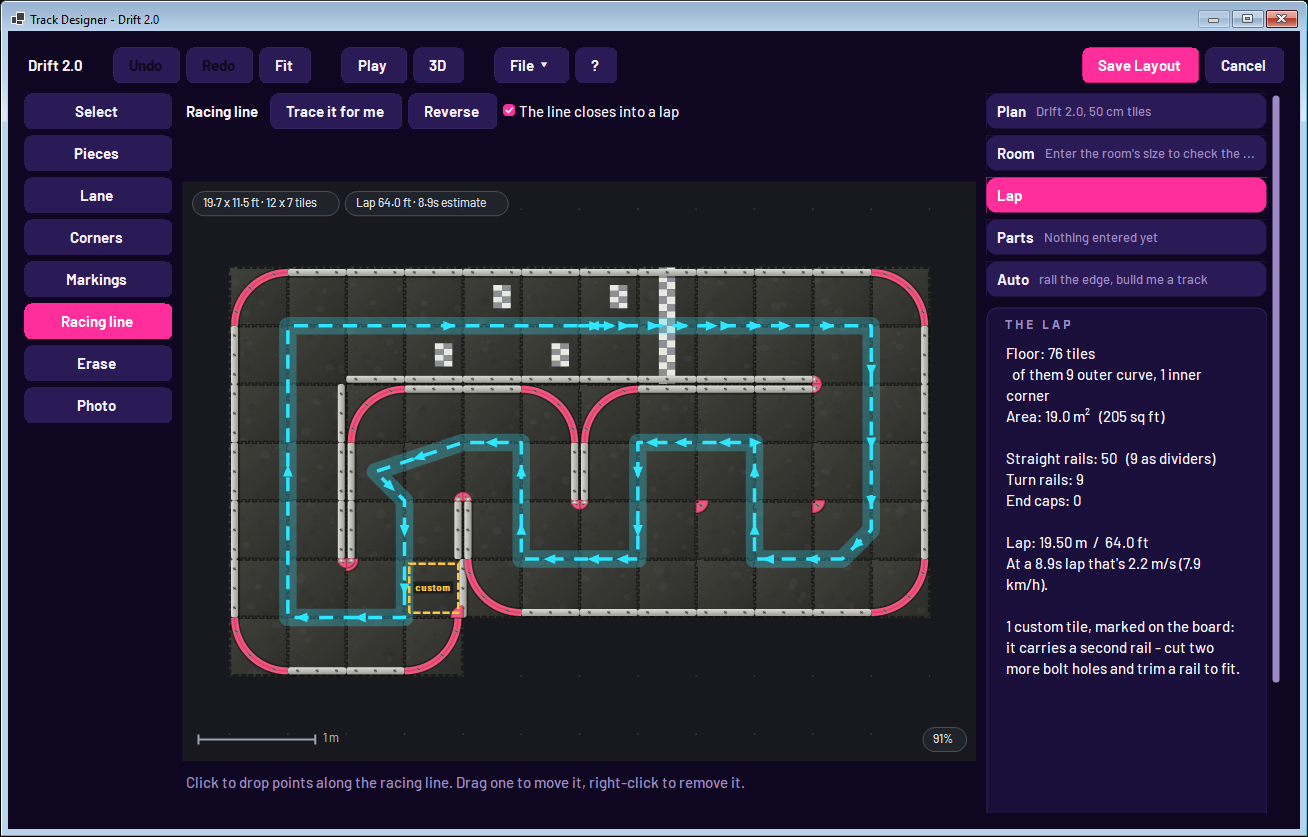 Track Designer - Drift 2.0
Drift 2.0
Undo
Redo
Fit
Play
3D
File
?
Save Layout
Cancel
Select
Pieces
Lane
Corners
Markings
Racing line
Erase
Photo
Racing line
Trace it for me
Reverse
The line closes into a lap
19.7 x 11.5 ft · 12 x 7 tiles
Lap 64.0 ft · 8.9s estimate
custom
1 m
91%
Click to drop points along the racing line. Drag one to move it, right-click to remove it.
Plan Drift 2.0, 50 cm tiles
Room Enter the room's size to check the ...
Lap
Parts Nothing entered yet
Auto rail the edge, build me a track
THE LAP
Floor: 76 tiles
of them 9 outer curve, 1 inner
corner
Area: 19.0 m² (205 sq ft)
Straight rails: 50 (9 as dividers)
Turn rails: 9
End caps: 0
Lap: 19.50 m / 64.0 ft
At a 8.9s lap that's 2.2 m/s (7.9
km/h).
1 custom tile, marked on the board:
it carries a second rail - cut two
more bolt holes and trim a rail to fit.